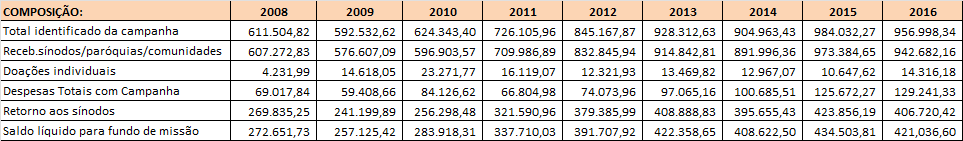 COMPOSIÇÃO: 2008 2009 2010 2011 2012 2013 2014 2015 2016
Total identificado da campanha 611.504,82 592.532,62 624.343,40 726.105,96 845.167,87 928.312,63 904.963,43 984.032,27 956.998,34
Receb.sínodos/paróquias/comunidades 607.272,83 576.607,09 596.903,57 709.986,89 832.845,94 914.842,81 891.996,36 973.384,65 942.682,16
Doações individuais 4.231,99 14.618,05 23.271,77 16.119,07 12.321,93 13.469,82 12.967,07 10.647,62 14.316,18
Despesas Totais com Campanha 69.017,84 59.408,66 84.126,62 66.804,98 74.073,96 97.065,16 100.685,51 125.672,27 129.241,33
Retorno aos sínodos 269.835,25 241.199,89 256.298,48 321.590,96 379.385,99 408.888,83 395.655,43 423.856,19 406.720,42
Saldo líquido para fundo de missão 272.651,73 257.125,42 283.918,31 337.710,03 391.707,92 422.358,65 408.622,50 434.503,81 421,036,60